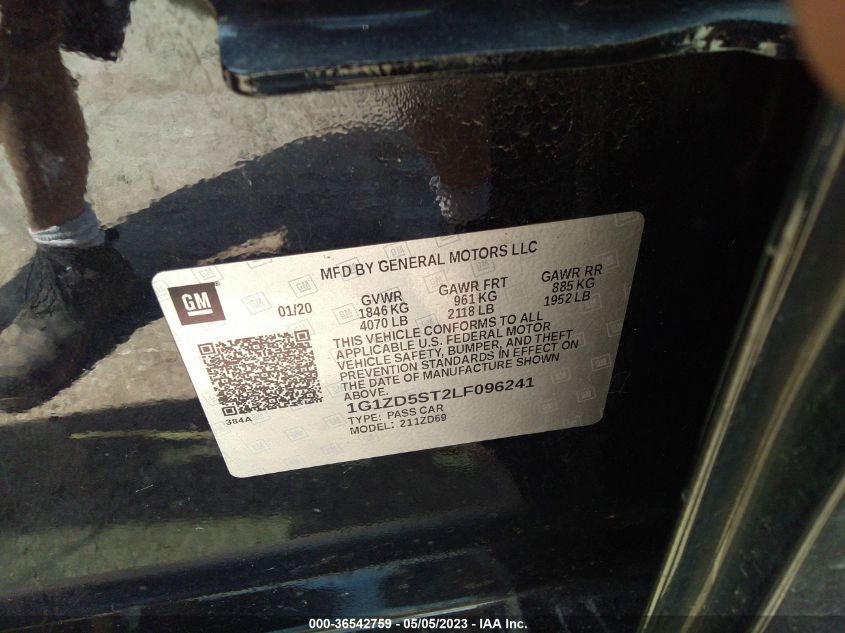 MFD BY GENERAL MOTORS LLC
GM
01/20
GVWR GAWR FRT GAWR RR
1846 KG 961 KG 885 KG
4070 LB 2118 LB 1952 LB
THIS VEHICLE CONFORMS TO ALL
APPLICABLE U.S. FEDERAL MOTOR
VEHICLE SAFETY, BUMPER, AND THEFT
PREVENTION STANDARDS IN EFFECT ON
THE DATE OF MANUFACTURE SHOWN
ABOVE.
384A
1G1ZD5ST2LF096241
TYPE: PASS CAR
MODEL: 211ZD69
000-36542759 - 05/05/2023 - IAA Inc.